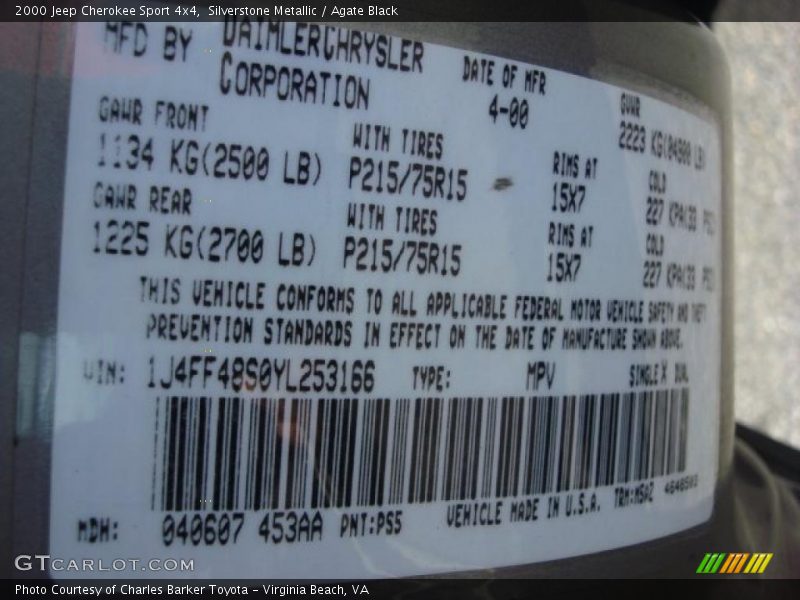 2000 Jeep Cherokee Sport 4x4, Silverstone Metallic / Agate Black
MFD BY DAIMLERCHRYSLER CORPORATION
DATE OF MFR
4-00
GVWR
2223 KG(04900 LB)
GAWR FRONT
1134 KG(2500 LB)
WITH TIRES
P215/75R15
RIMS AT
15X7
COLD
227 KPA(33 PSI)
GAWR REAR
1225 KG(2700 LB)
WITH TIRES
P215/75R15
RIMS AT
15X7
COLD
227 KPA(33 PSI)
THIS VEHICLE CONFORMS TO ALL APPLICABLE FEDERAL MOTOR VEHICLE SAFETY AND THEFT
PREVENTION STANDARDS IN EFFECT ON THE DATE OF MANUFACTURE SHOWN ABOVE.
VIN: 1J4FF48S0YL253166 TYPE: MPV SINGLE X DUAL
MDH: 040607 453AA PNT:PS5 VEHICLE MADE IN U.S.A. TRM:M5A2
GTCARLOT.COM
Photo Courtesy of Charles Barker Toyota – Virginia Beach, VA